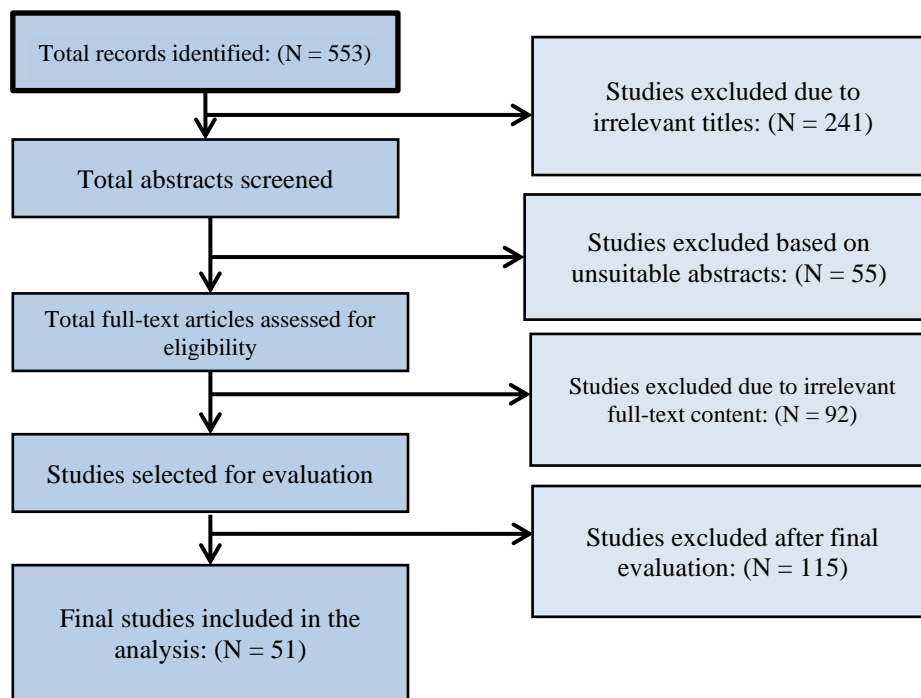 Total records identified: (N = 553)
Studies excluded due to
irrelevant titles: (N = 241)
Total abstracts screened
Studies excluded based on
unsuitable abstracts: (N = 55)
Total full-text articles assessed for
eligibility
Studies excluded due to irrelevant
full-text content: (N = 92)
Studies selected for evaluation
Studies excluded after final
evaluation: (N = 115)
Final studies included in the
analysis: (N = 51)